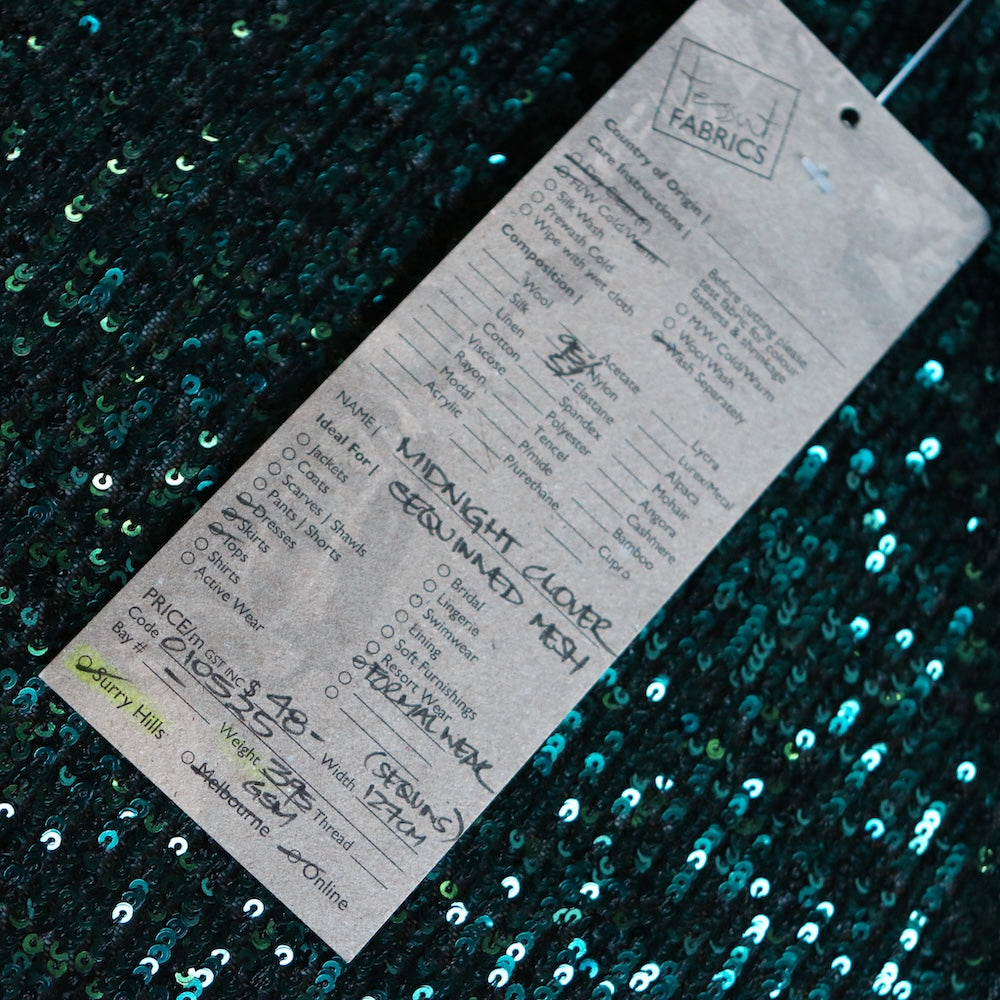 Tessuti
FABRICS
Country of Origin |
Care Instructions |
H/W Cold/Warm
Silk Wash
Prewash Cold
Wipe with wet cloth
Before cutting please
test fabric for colour
fastness & shrinkage
M/W Cold/Warm
Wool Wash
Wash Separately
Composition |
Wool
Silk
Linen
Cotton
Viscose
Rayon
Modal
Acrylic
Acetate
95% Nylon
Elastane
Spandex
Polyester
Tencel
P/mide
P/urethane
Lycra
Lurex/Metal
Alpaca
Mohair
Angora
Cashmere
Bamboo
Cupro
NAME | MIDNIGHT CLOVER
SEQUINNED MESH
Ideal For |
Jackets
Coats
Scarves | Shawls
Pants | Shorts
Dresses
Skirts
Tops
Shirts
Active Wear
Bridal
Lingerie
Swimwear
Lining
Soft Furnishings
Resort Wear
FORMAL WEAR
(SEQUINS)
PRICE/m GST INC $ 48-
Width 127cm
Code 010525
Weight 395 GSM
Thread
Bay # -
Surry Hills
Melbourne
Online